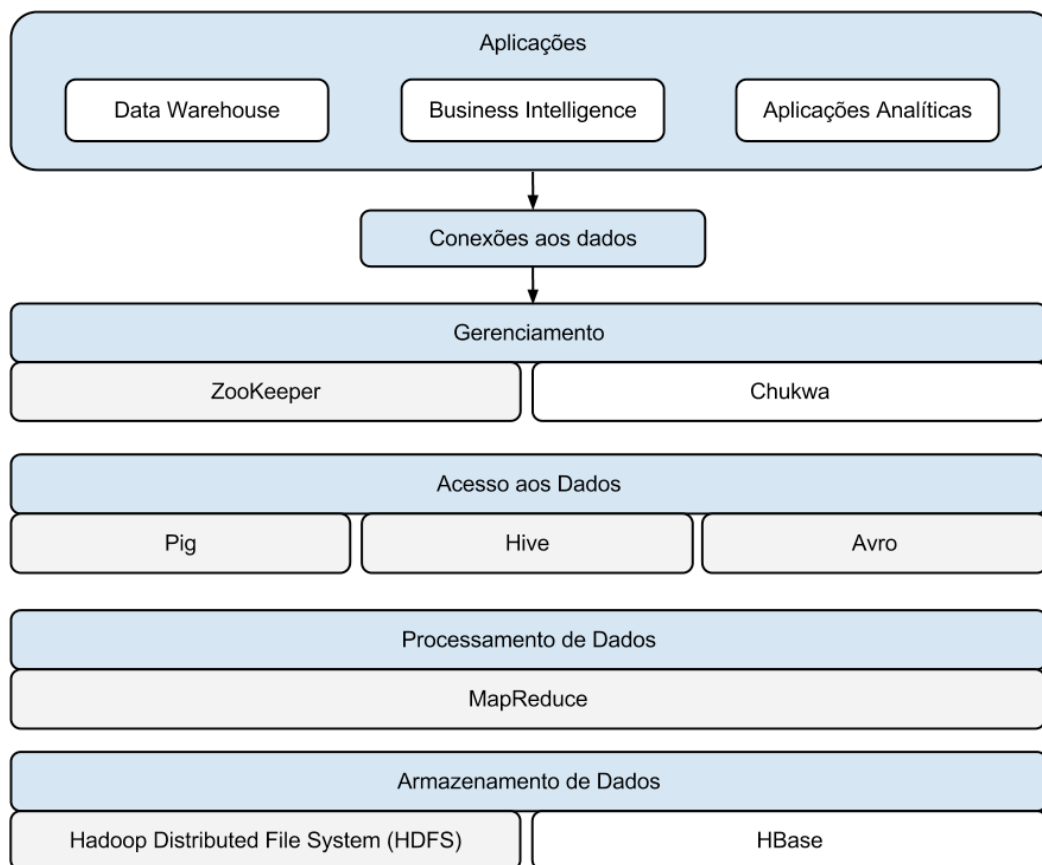 Aplicações
Data Warehouse
Business Intelligence
Aplicações Analíticas
Conexões aos dados
Gerenciamento
ZooKeeper
Chukwa
Acesso aos Dados
Pig
Hive
Avro
Processamento de Dados
MapReduce
Armazenamento de Dados
Hadoop Distributed File System (HDFS)
HBase